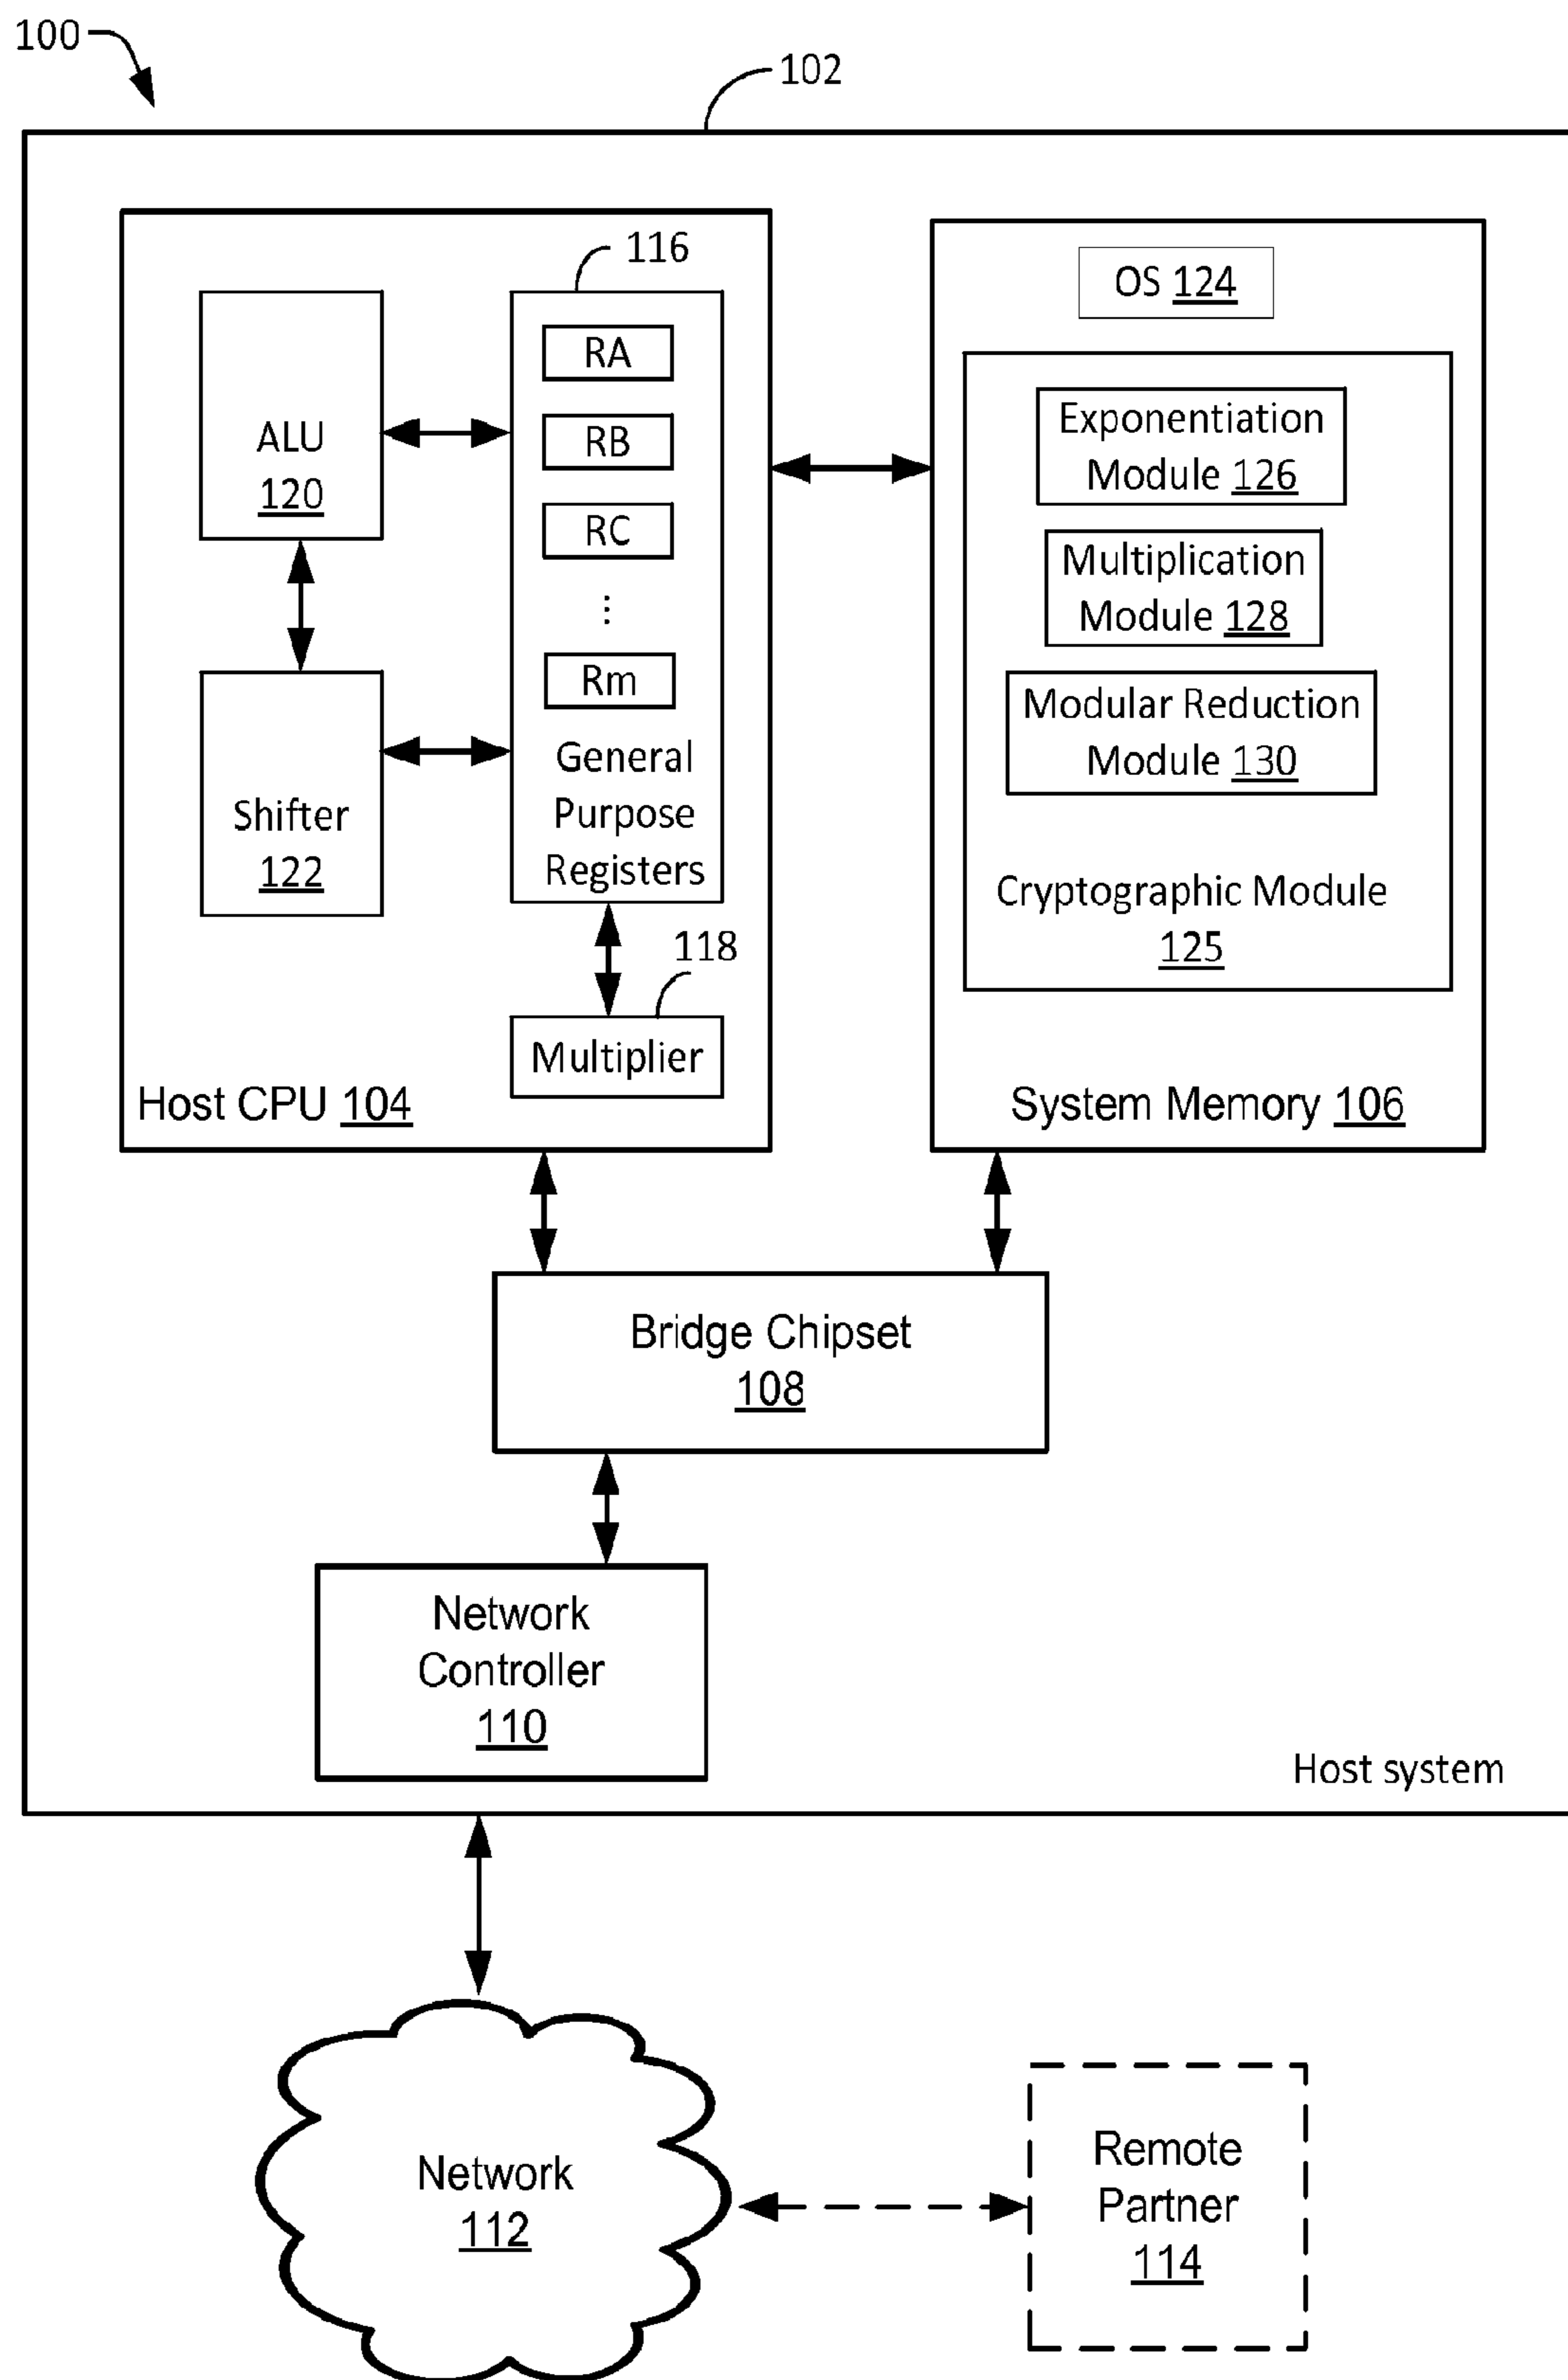 100
102
116
RA
RB
RC
⋮
Rm
General
Purpose
Registers
ALU
120
Shifter
122
118
Multiplier
Host CPU 104
OS 124
Exponentiation
Module 126
Multiplication
Module 128
Modular Reduction
Module 130
Cryptographic Module
125
System Memory 106
Bridge Chipset
108
Network
Controller
110
Host system
Network
112
Remote
Partner
114